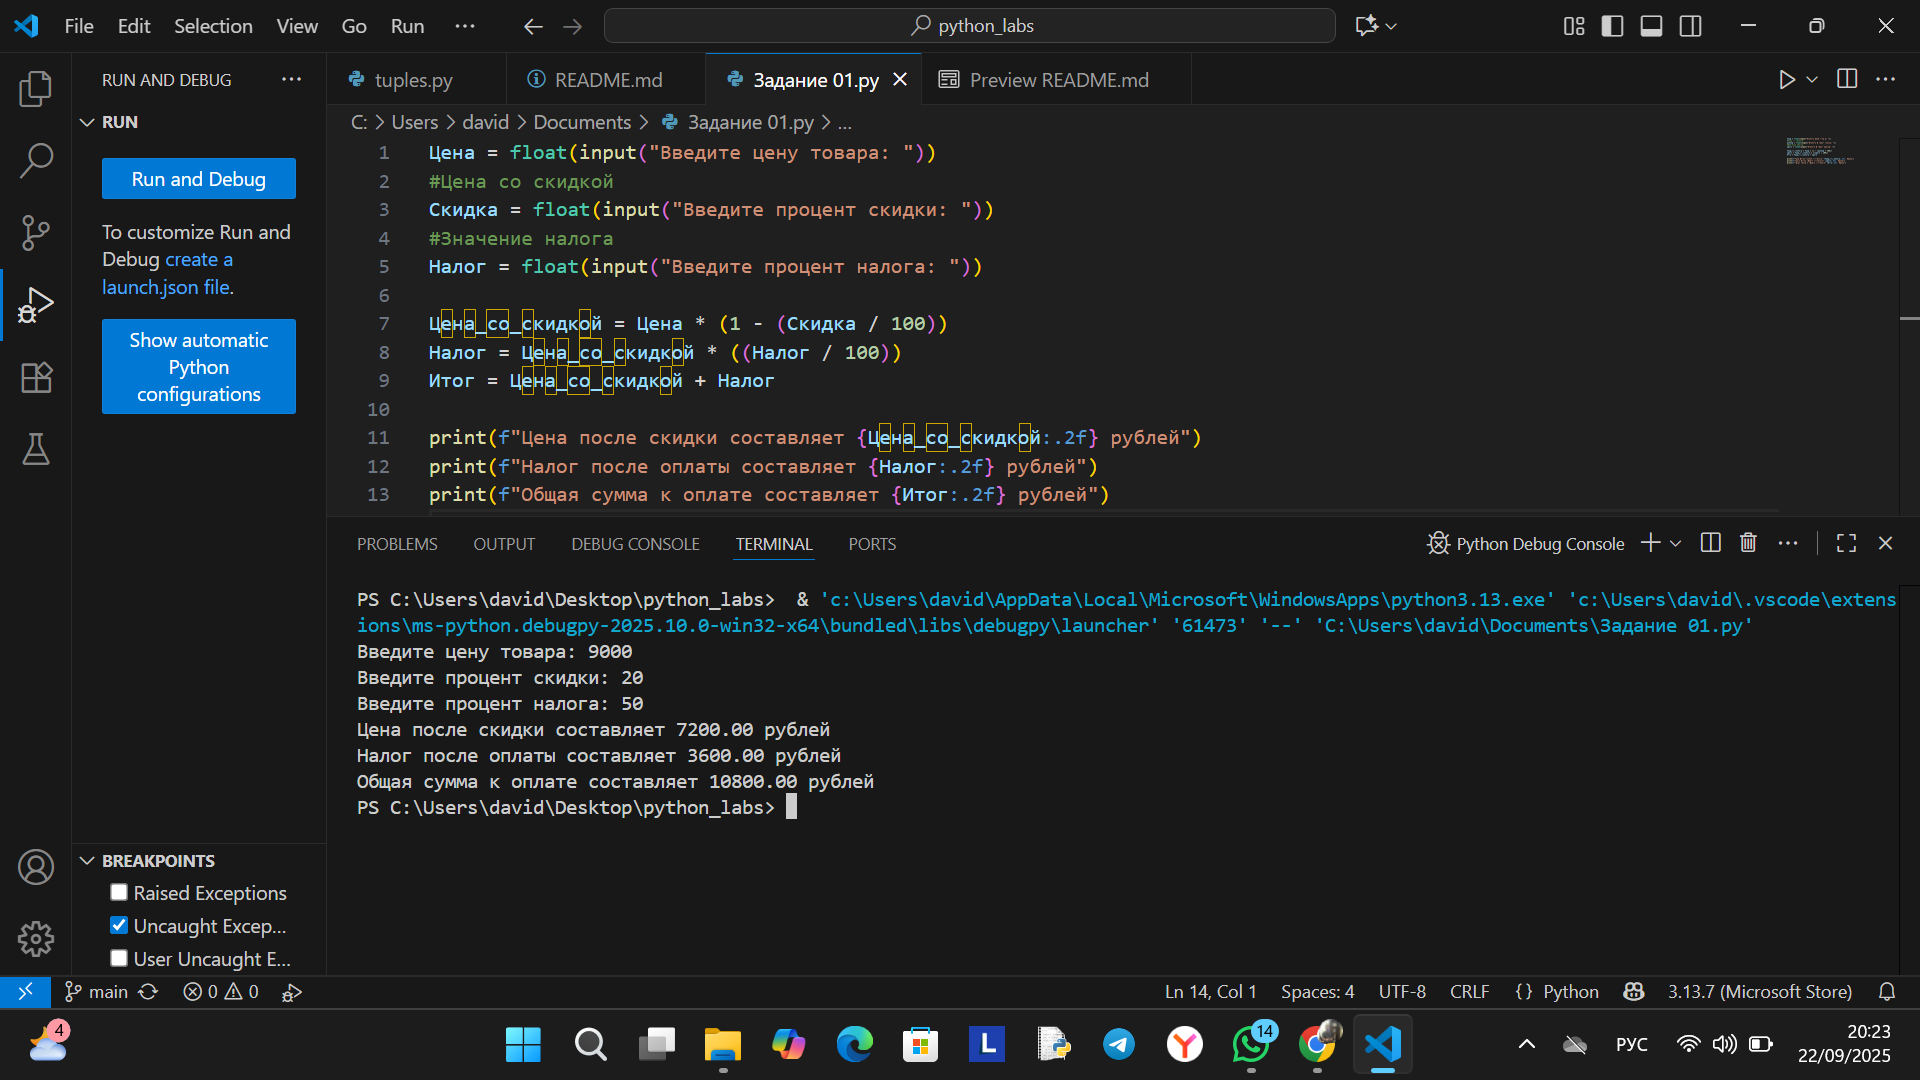 File Edit Selection View Go Run ··· python_labs
RUN AND DEBUG ···
RUN
Run and Debug
To customize Run and
Debug create a
launch.json file.
Show automatic
Python
configurations
BREAKPOINTS
Raised Exceptions
Uncaught Excep...
User Uncaught E...
tuples.py README.md Задание 01.py Preview README.md
C: > Users > david > Documents > Задание 01.py > ...
1 Цена = float(input("Введите цену товара: "))
2 #Цена со скидкой
3 Скидка = float(input("Введите процент скидки: "))
4 #Значение налога
5 Налог = float(input("Введите процент налога: "))
6
7 Цена_со_скидкой = Цена * (1 - (Скидка / 100))
8 Налог = Цена_со_скидкой * ((Налог / 100))
9 Итог = Цена_со_скидкой + Налог
10
11 print(f"Цена после скидки составляет {Цена_со_скидкой:.2f} рублей")
12 print(f"Налог после оплаты составляет {Налог:.2f} рублей")
13 print(f"Общая сумма к оплате составляет {Итог:.2f} рублей")
PROBLEMS OUTPUT DEBUG CONSOLE TERMINAL PORTS Python Debug Console
PS C:\Users\david\Desktop\python_labs>  & 'c:\Users\david\AppData\Local\Microsoft\WindowsApps\python3.13.exe' 'c:\Users\david\.vscode\extens
ions\ms-python.debugpy-2025.10.0-win32-x64\bundled\libs\debugpy\launcher' '61473' '--' 'C:\Users\david\Documents\Задание 01.py'
Введите цену товара: 9000
Введите процент скидки: 20
Введите процент налога: 50
Цена после скидки составляет 7200.00 рублей
Налог после оплаты составляет 3600.00 рублей
Общая сумма к оплате составляет 10800.00 рублей
PS C:\Users\david\Desktop\python_labs>
main 0 0 Ln 14, Col 1 Spaces: 4 UTF-8 CRLF {} Python 3.13.7 (Microsoft Store)
4 L Y 14 РУС 20:23
22/09/2025